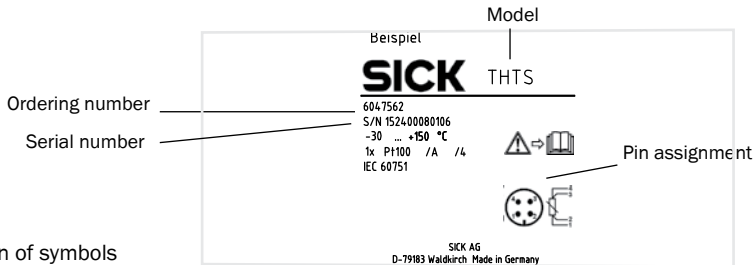 Model
Beispiel
SICK THTS
Ordering number
6047562
Serial number
S/N 152400080106
-30 ... +150 °C
1x Pt100 /A /4
IEC 60751
Pin assignment
n of symbols
SICK AG
D-79183 Waldkirch Made in Germany